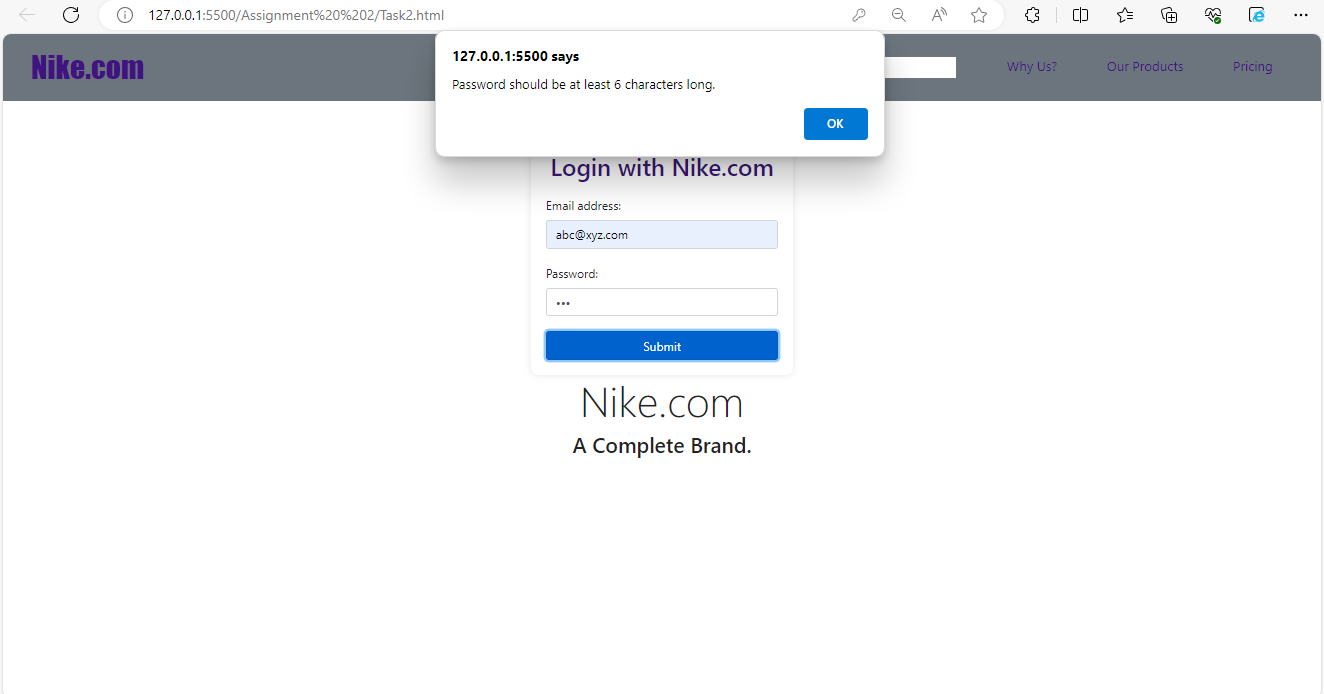 127.0.0.1:5500/Assignment%20%202/Task2.html
Nike.com
Why Us?
Our Products
Pricing
127.0.0.1:5500 says
Password should be at least 6 characters long.
OK
Login with Nike.com
Email address:
abc@xyz.com
Password:
•••
Submit
Nike.com
A Complete Brand.